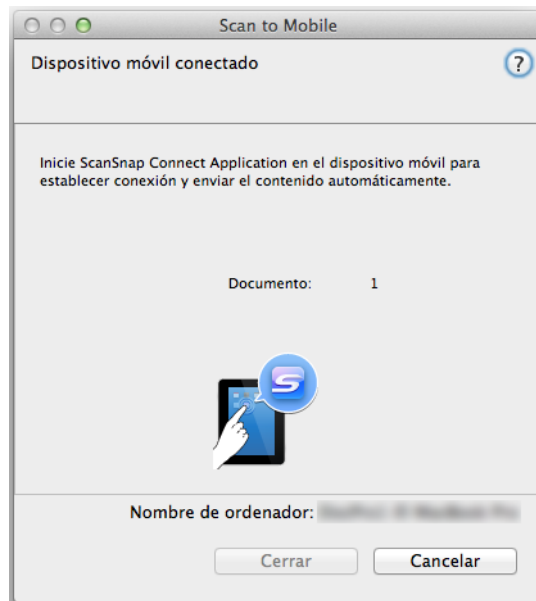 Scan to Mobile
Dispositivo móvil conectado
?
Inicie ScanSnap Connect Application en el dispositivo móvil para
establecer conexión y enviar el contenido automáticamente.
Documento: 1
S
Nombre de ordenador:
Cerrar Cancelar